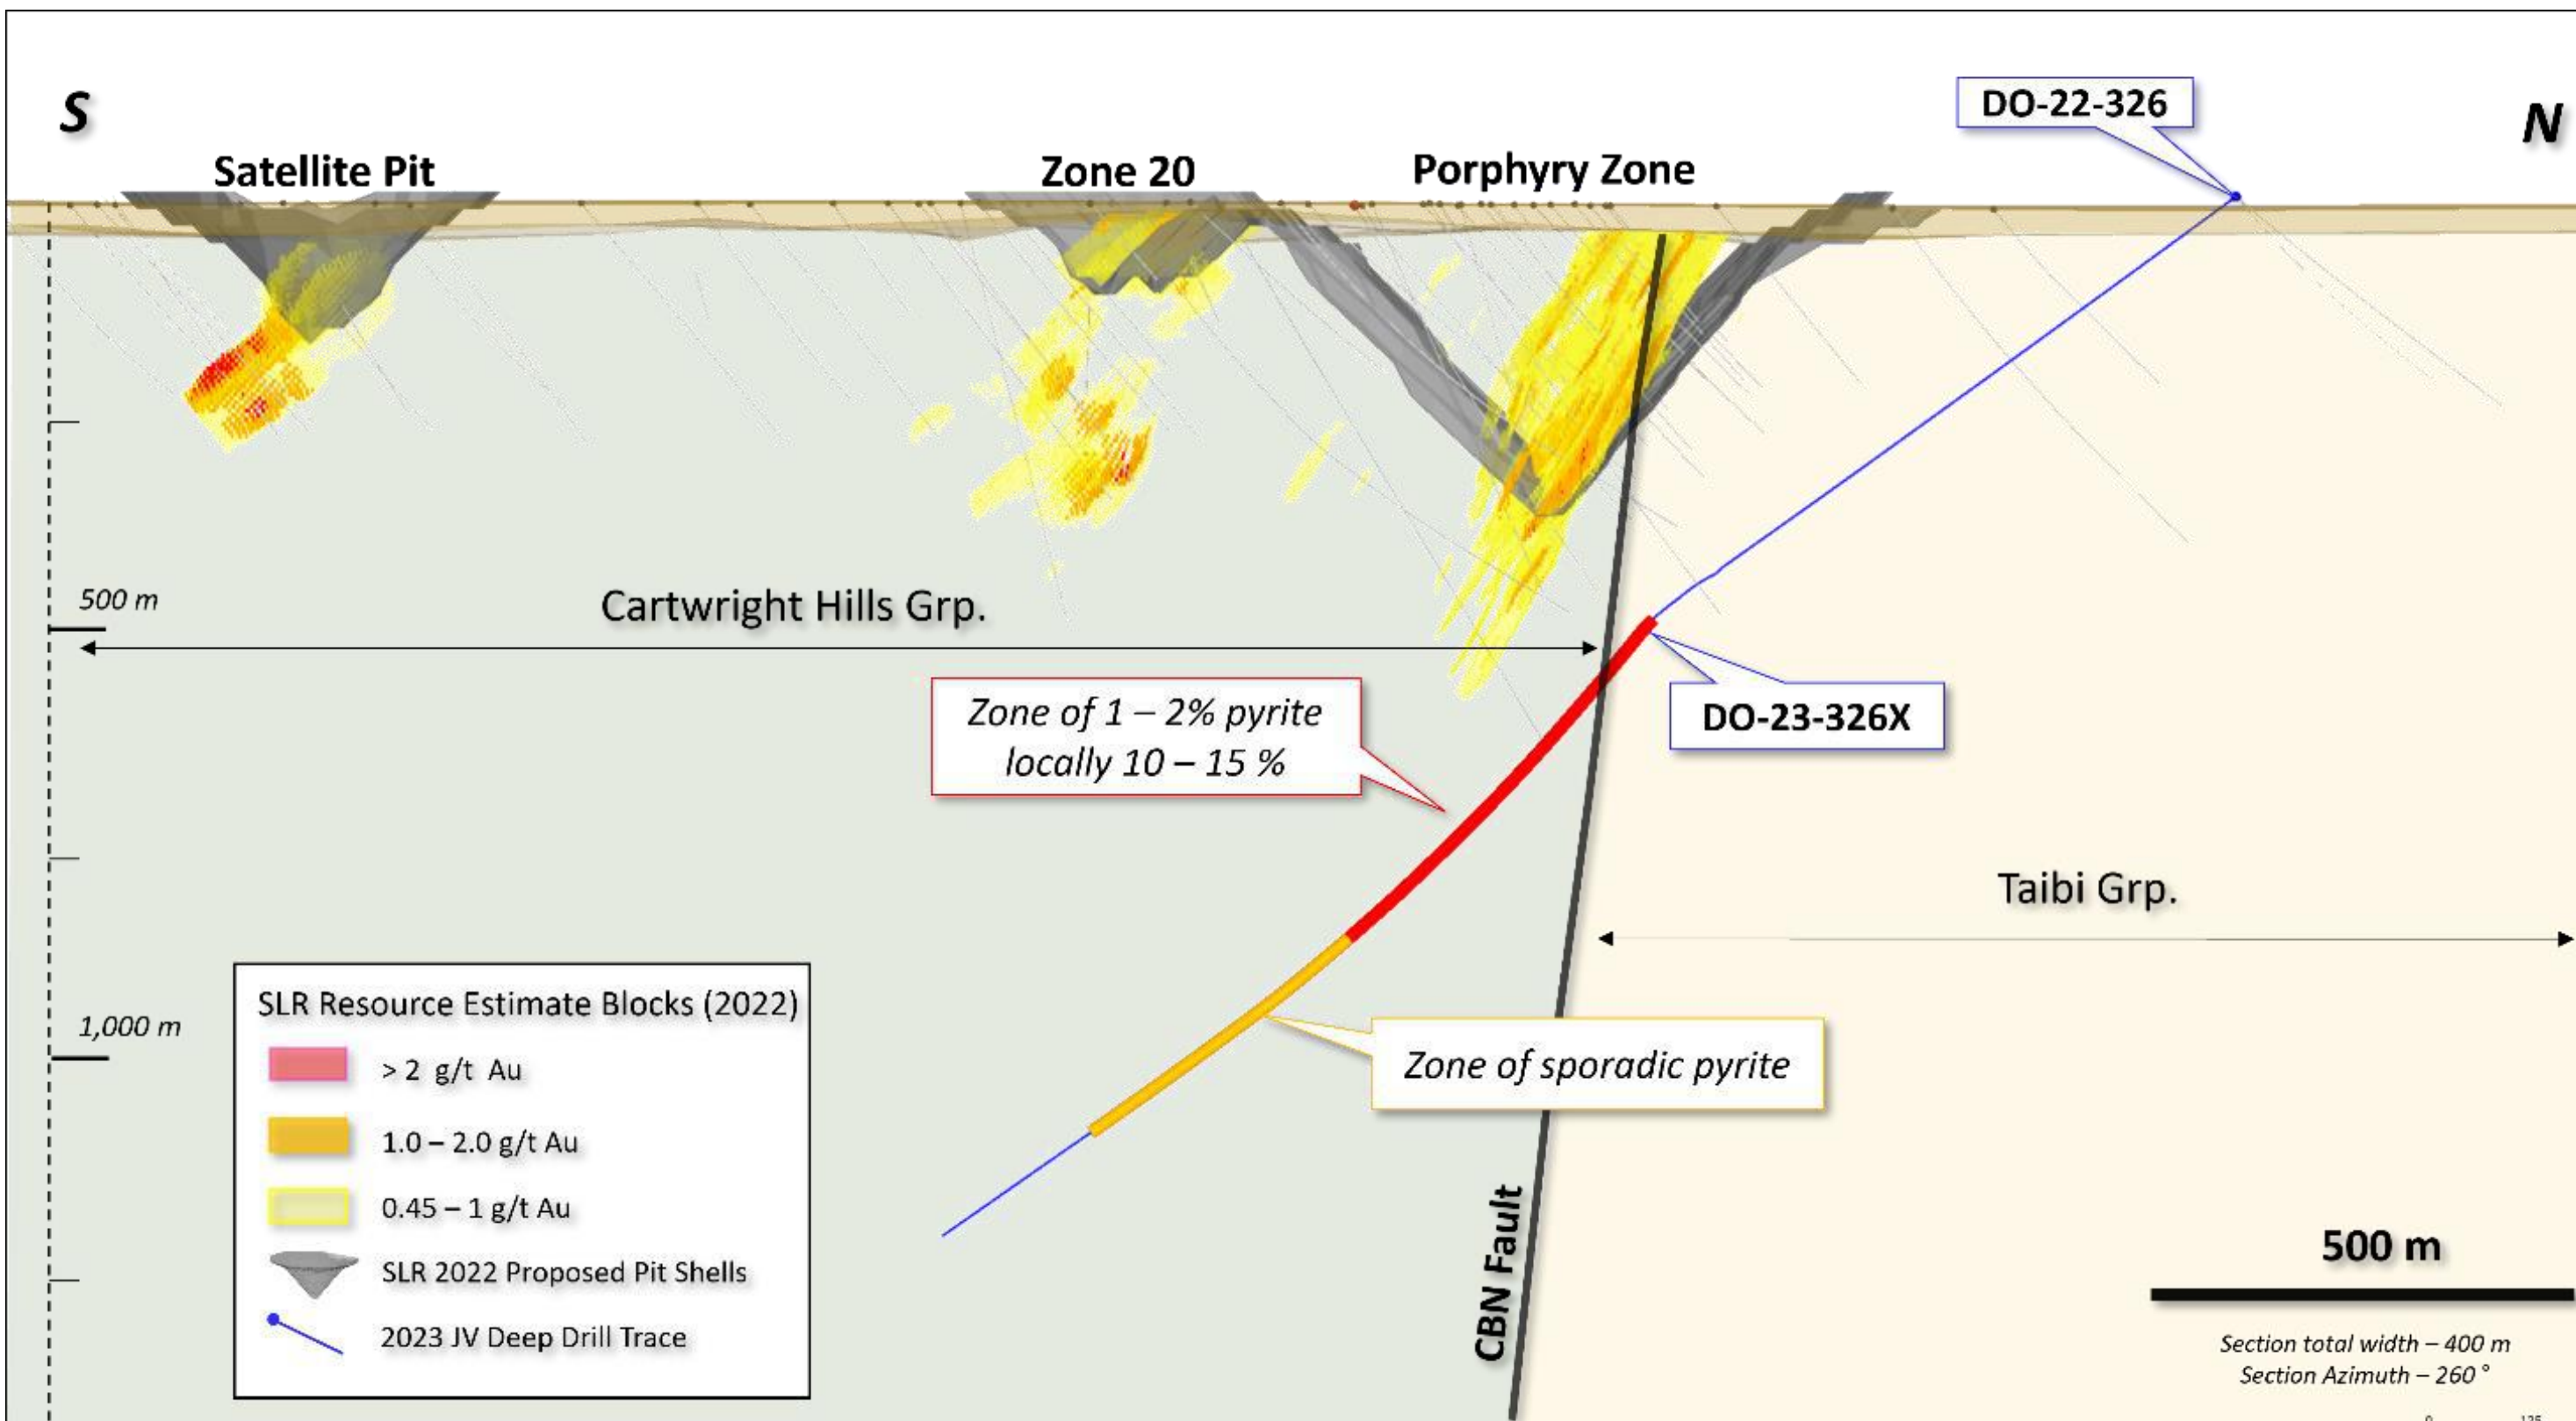 S
N
DO-22-326
Satellite Pit
Zone 20
Porphyry Zone
500 m
Cartwright Hills Grp.
Zone of 1 – 2% pyrite
locally 10 – 15 %
DO-23-326X
Taibi Grp.
1,000 m
Zone of sporadic pyrite
SLR Resource Estimate Blocks (2022)
> 2 g/t Au
1.0 – 2.0 g/t Au
0.45 – 1 g/t Au
SLR 2022 Proposed Pit Shells
2023 JV Deep Drill Trace
CBN Fault
500 m
Section total width – 400 m
Section Azimuth – 260 °